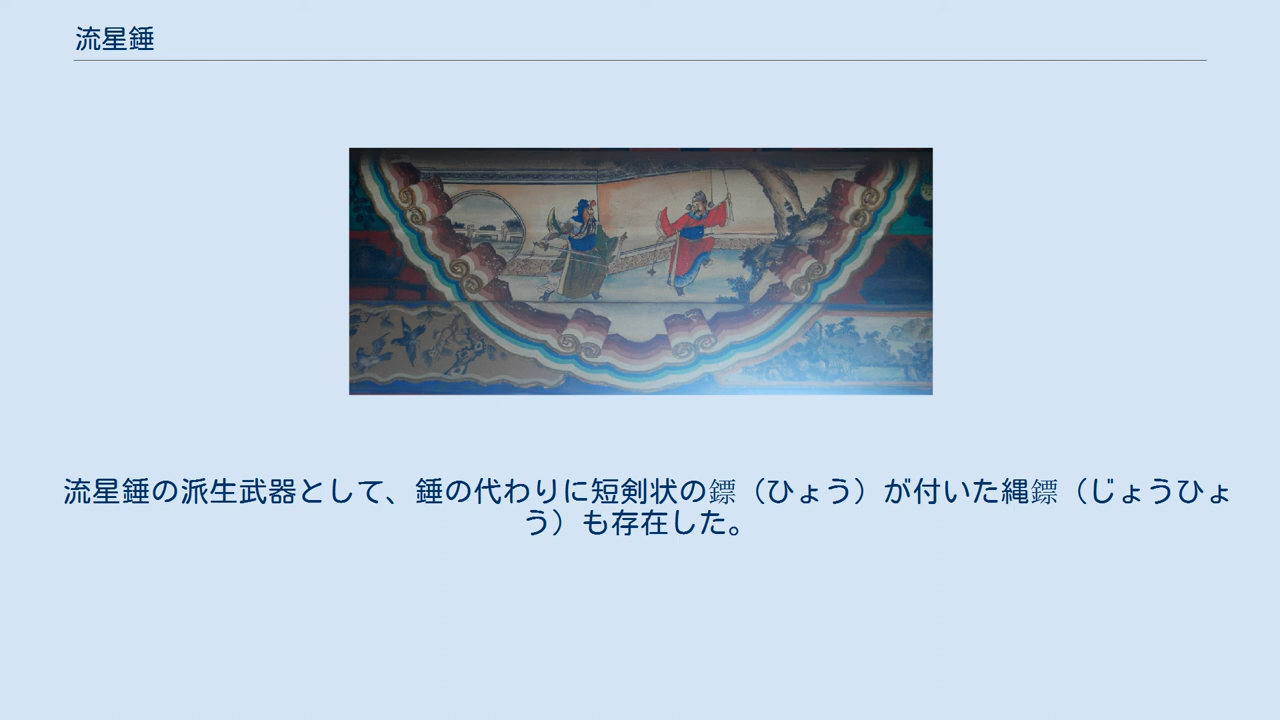 流星錘
流星錘の派生武器として、錘の代わりに短剣状の鏢（ひょう）が付いた縄鏢（じょうひょ
う）も存在した。